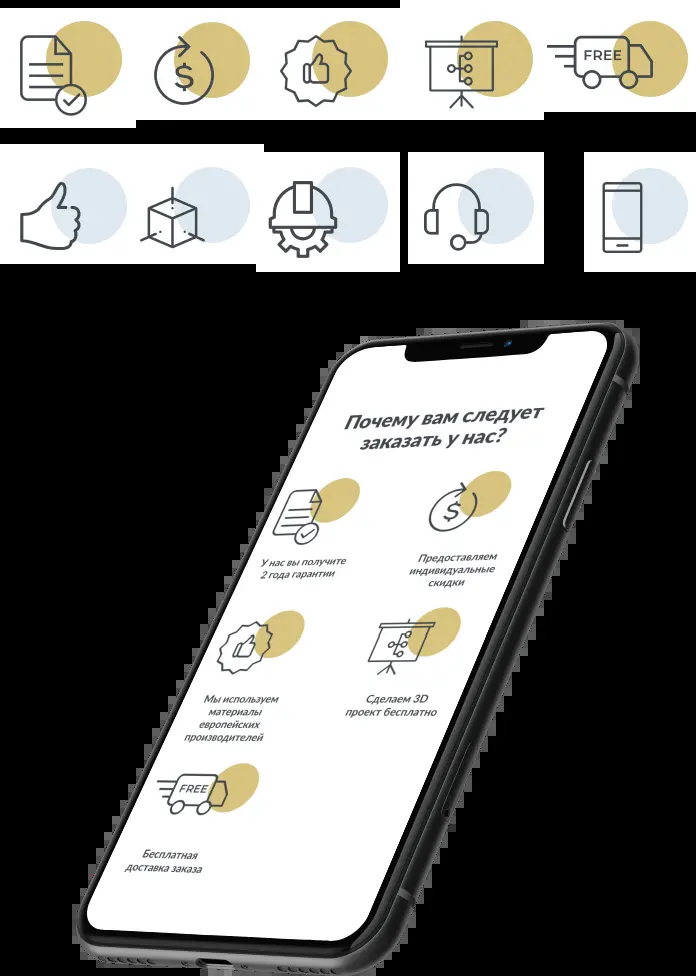 FREE
Почему вам следует
заказать у нас?
У нас вы получите
2 года гарантии
Предоставляем
индивидуальные
скидки
Мы используем
материалы
европейских
производителей
Сделаем 3D
проект бесплатно
FREE
Бесплатная
доставка заказа